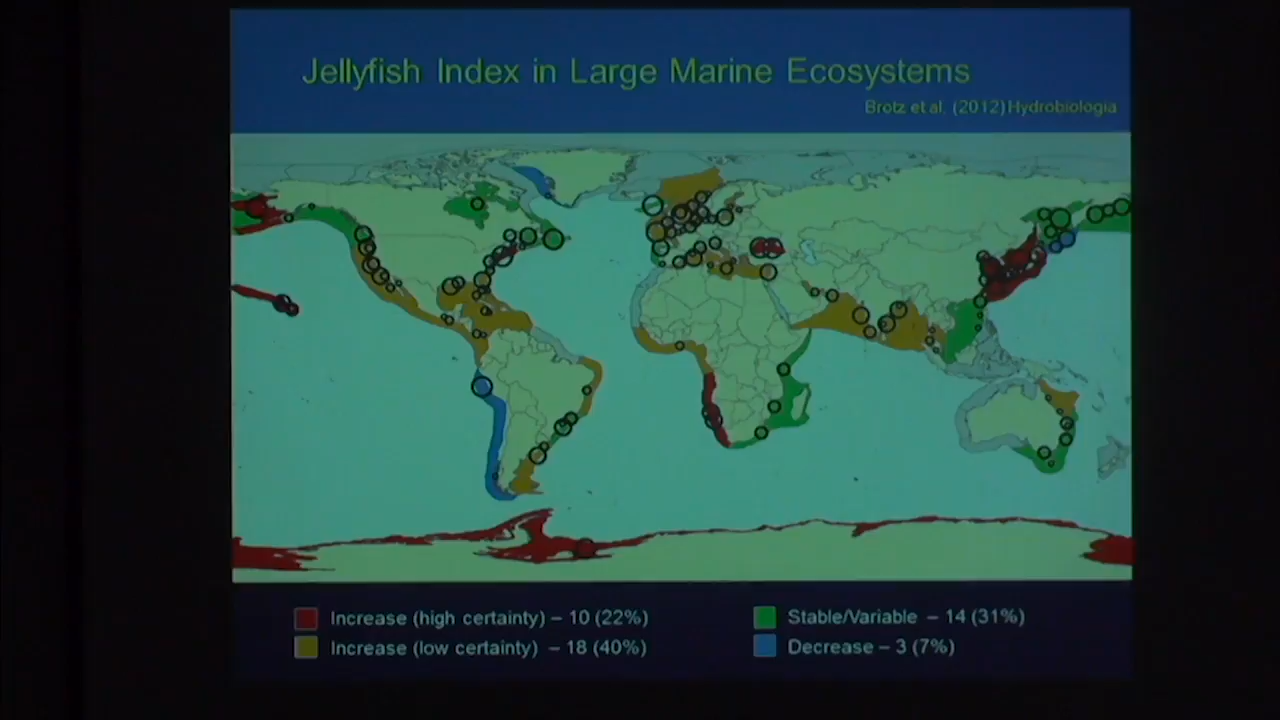 Jellyfish Index in Large Marine Ecosystems
Brotz et al. (2012) Hydrobiologia
Increase (high certainty) – 10 (22%)
Increase (low certainty) – 18 (40%)
Stable/Variable – 14 (31%)
Decrease – 3 (7%)